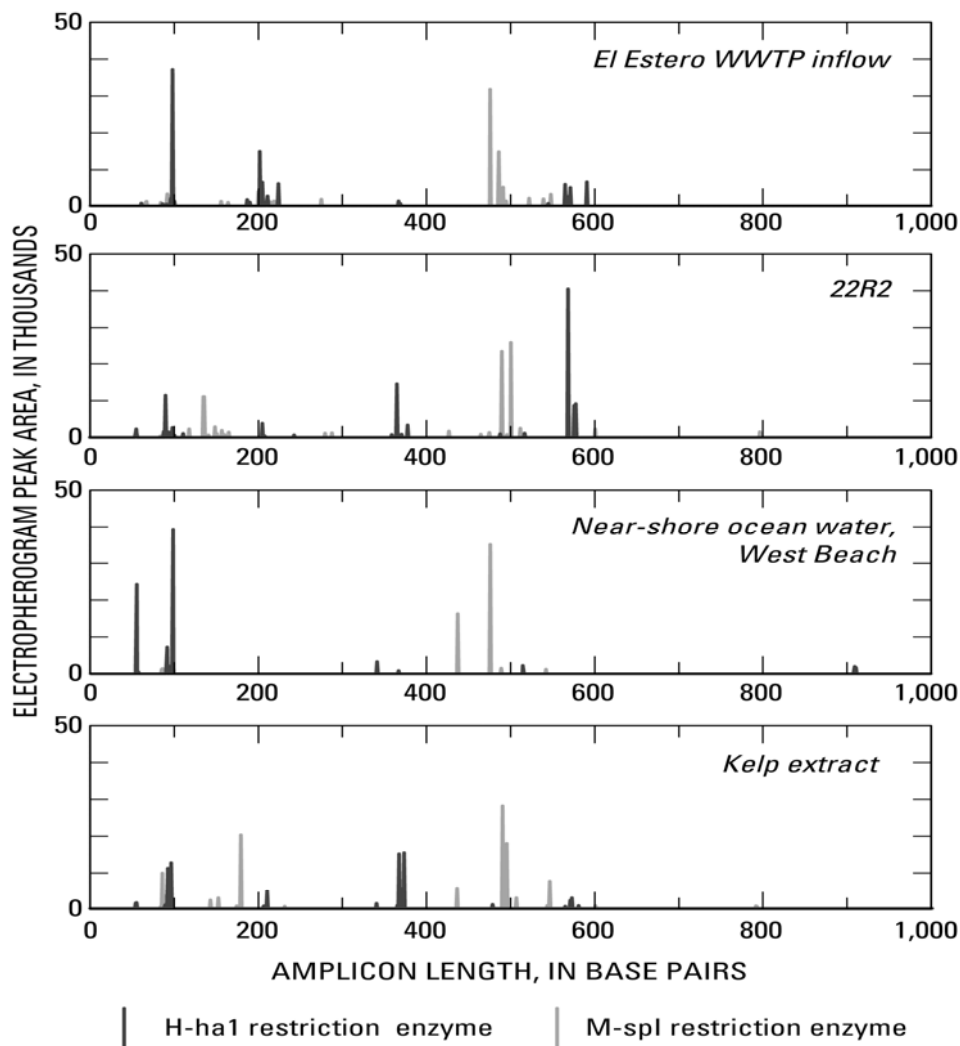 ELECTROPHEROGRAM PEAK AREA, IN THOUSANDS
50
El Estero WWTP inflow
0
0 200 400 600 800 1,000
50
22R2
0
0 200 400 600 800 1,000
50
Near-shore ocean water,
West Beach
0
0 200 400 600 800 1,000
50
Kelp extract
0
0 200 400 600 800 1,000
AMPLICON LENGTH, IN BASE PAIRS
H-ha1 restriction enzyme M-spI restriction enzyme